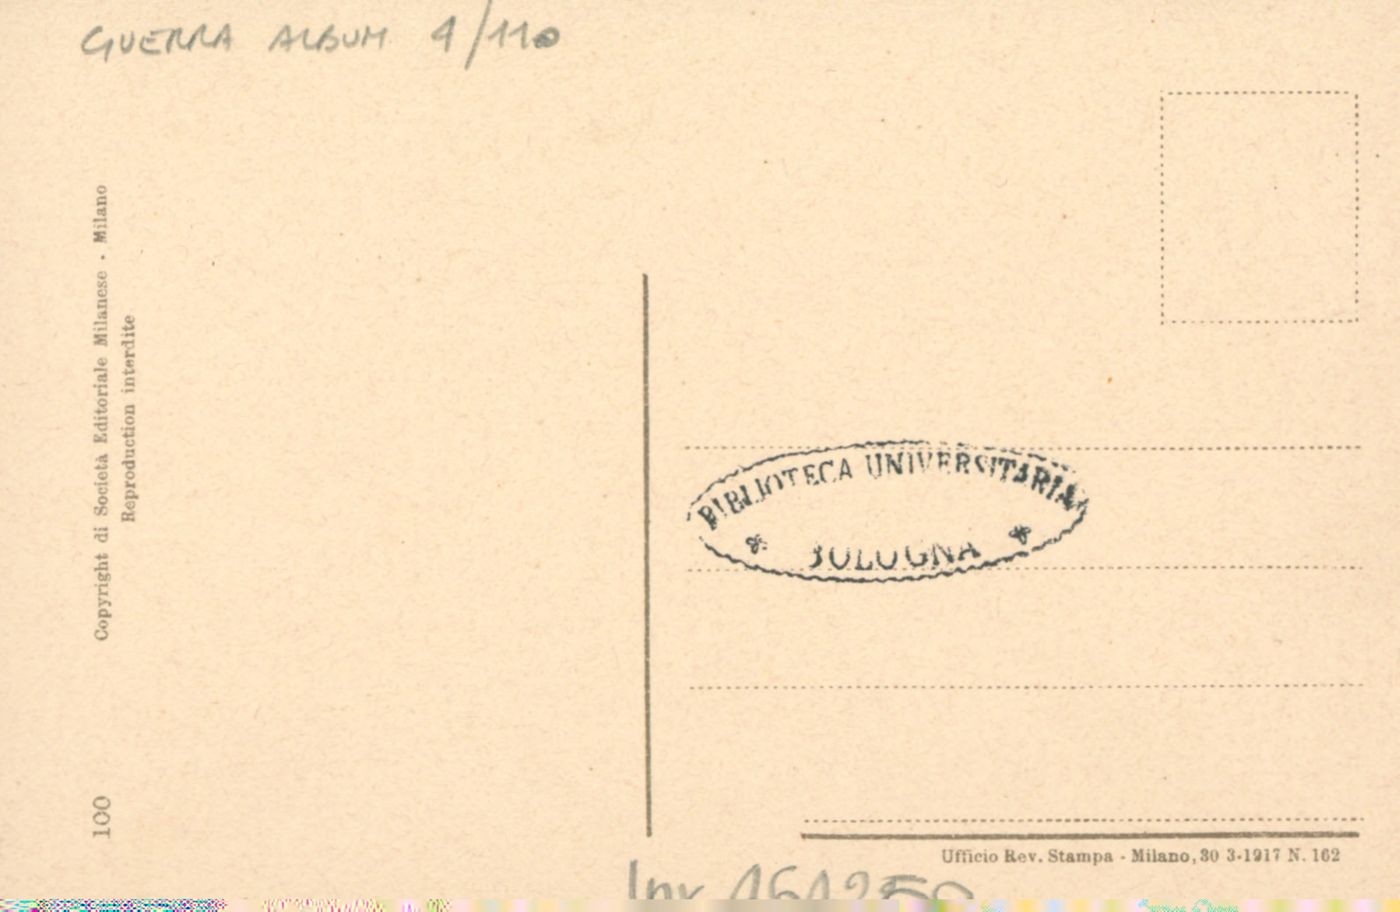 GUERRA ALBUM 4/110
Copyright di Società Editoriale Milanese - Milano
Reproduction interdite
100
BIBLIOTECA UNIVERSITARIA
BOLOGNA
Ufficio Rev. Stampa - Milano, 30 3-1917 N. 162
Inv